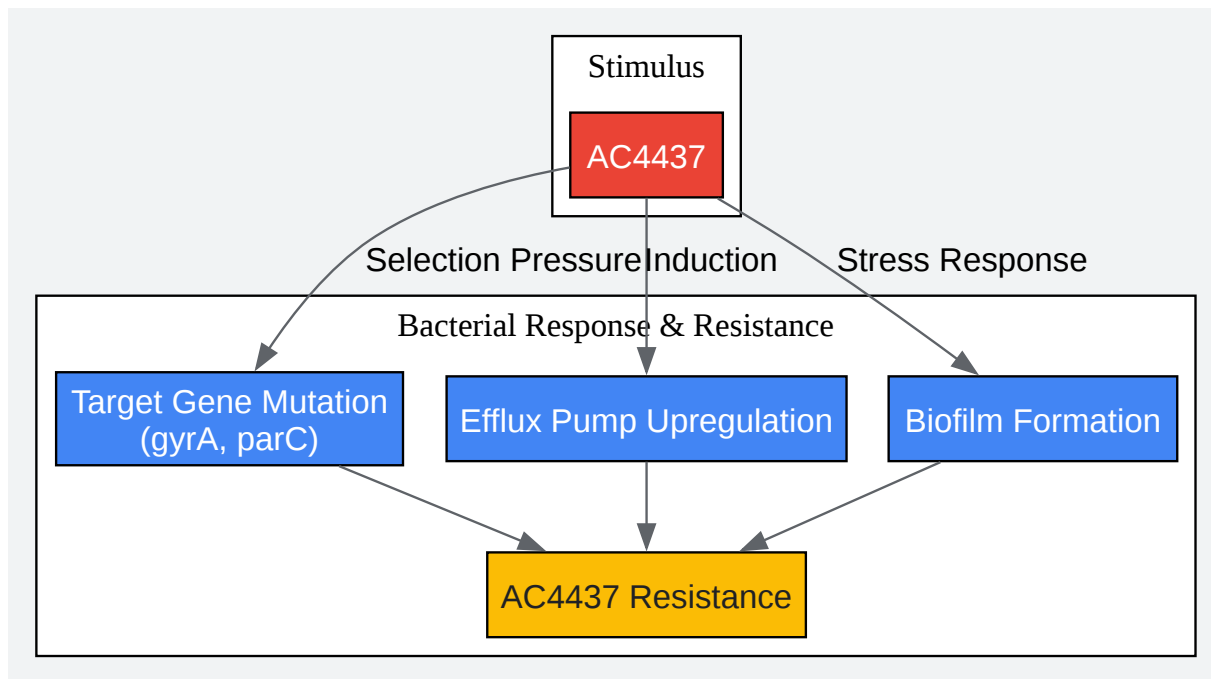 Stimulus
AC4437
Selection Pressure
Induction
Stress Response
Bacterial Response & Resistance
Target Gene Mutation
(gyrA, parC)
Efflux Pump Upregulation
Biofilm Formation
AC4437 Resistance